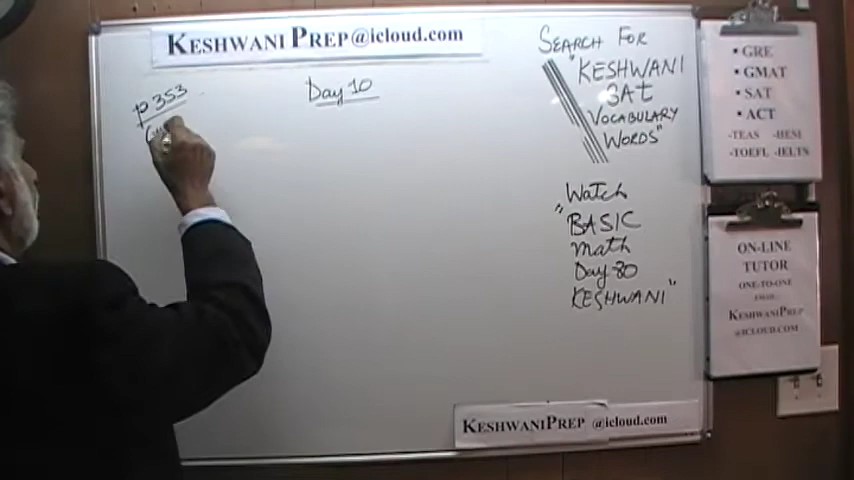 KESHWANI PREP@icloud.com
Day 10
p 353
SEARCH FOR
"KESHWANI
SAT
VOCABULARY
WORDS"
Watch
"BASIC
math
Day 80
KESHWANI"
• GRE
• GMAT
• SAT
• ACT
-TEAS -HEM
-TOEFL -IELTS
ON-LINE
TUTOR
ONE-TO-ONE
KESHWANIPREP
@ICLOUD.COM
KESHWANIPREP @icloud.com